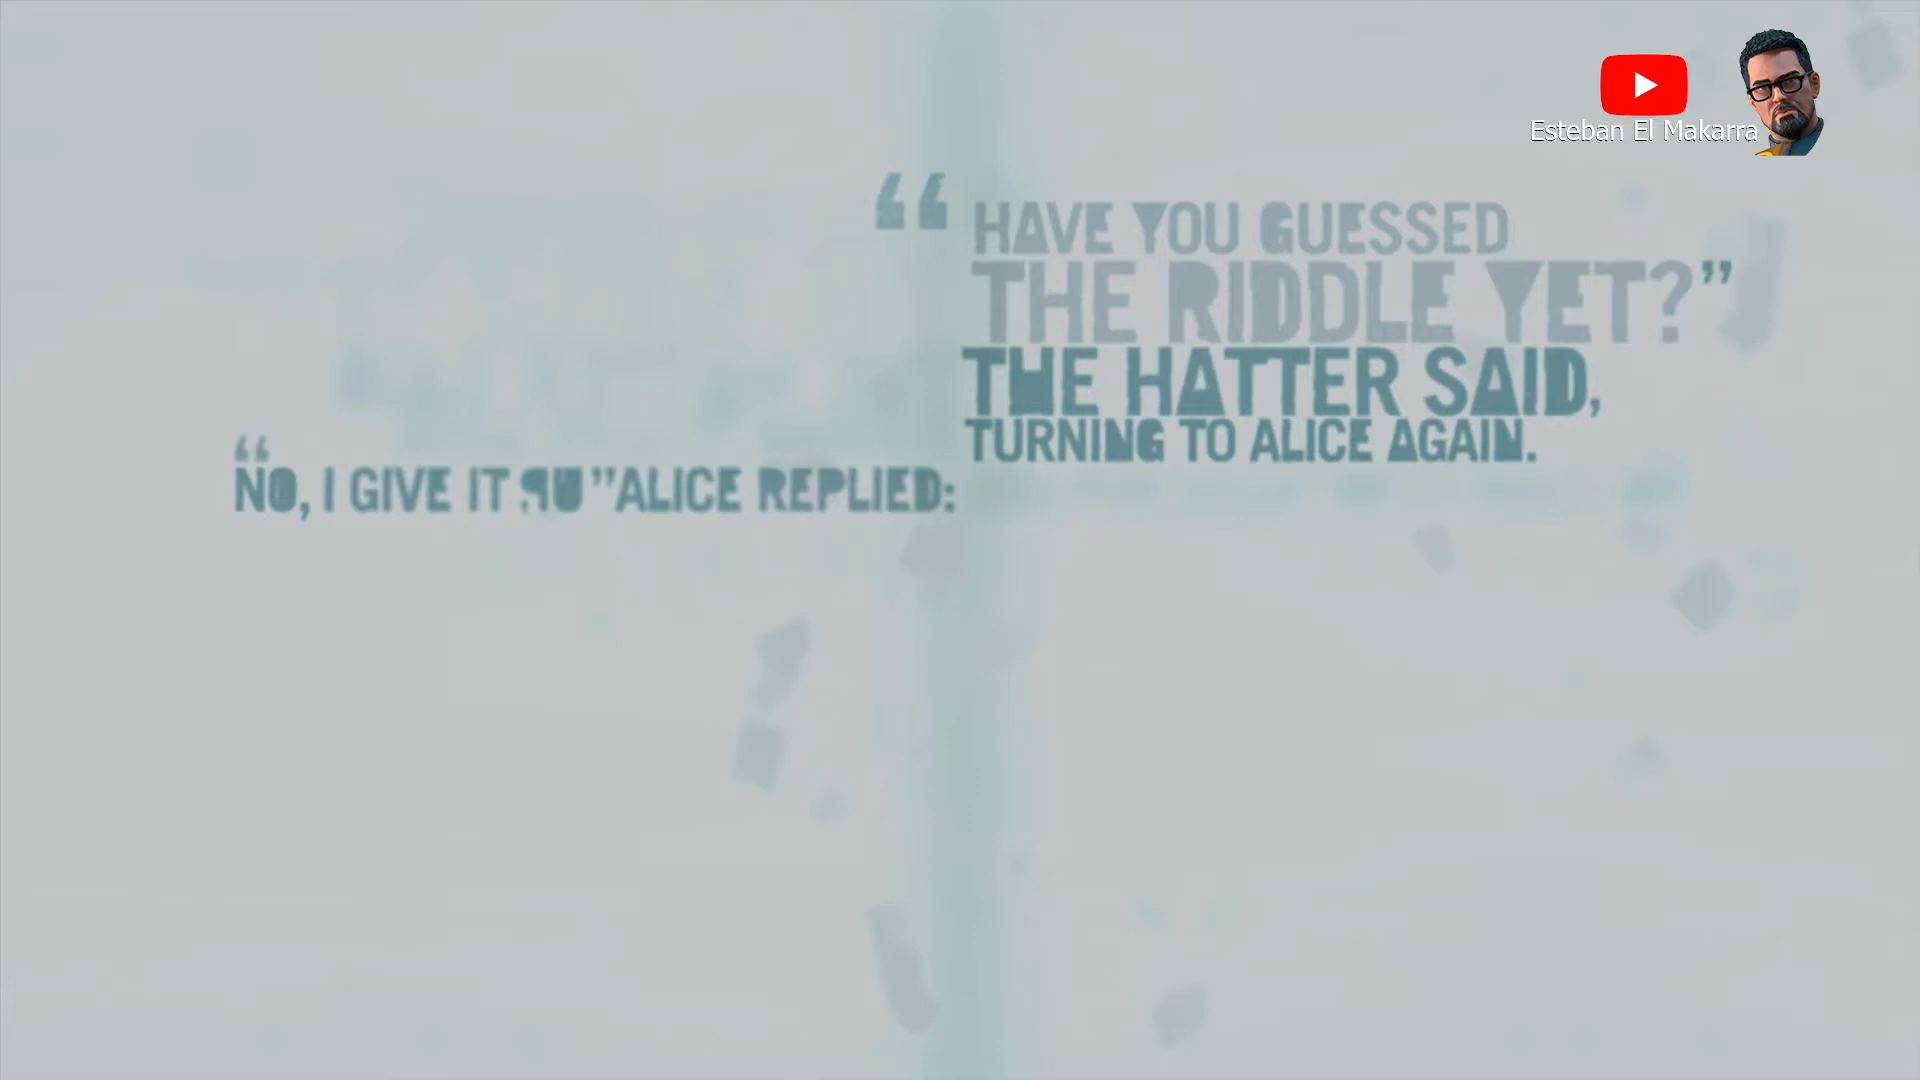 Esteban El Makarra
“ HAVE YOU GUESSED
THE RIDDLE YET?”
THE HATTER SAID,
TURNING TO ALICE AGAIN.
“NO, I GIVE IT UP,” ALICE REPLIED: